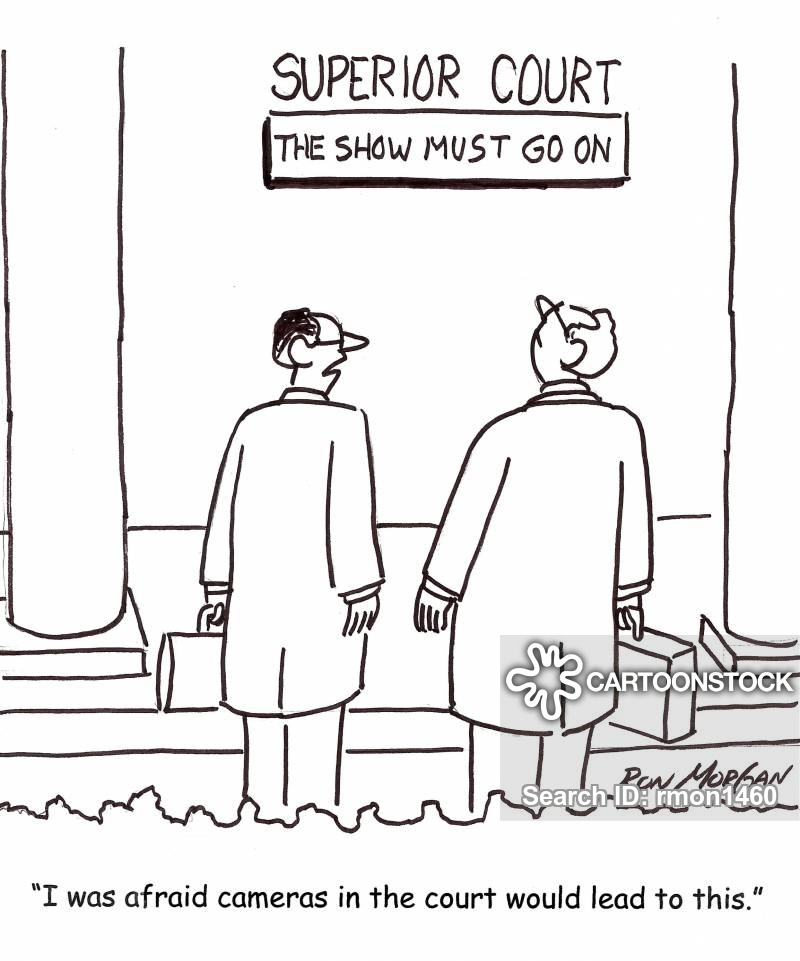 SUPERIOR COURT
THE SHOW MUST GO ON
CARTOONSTOCK
RON MORGAN
Search ID: rmon1460
“I was afraid cameras in the court would lead to this.”